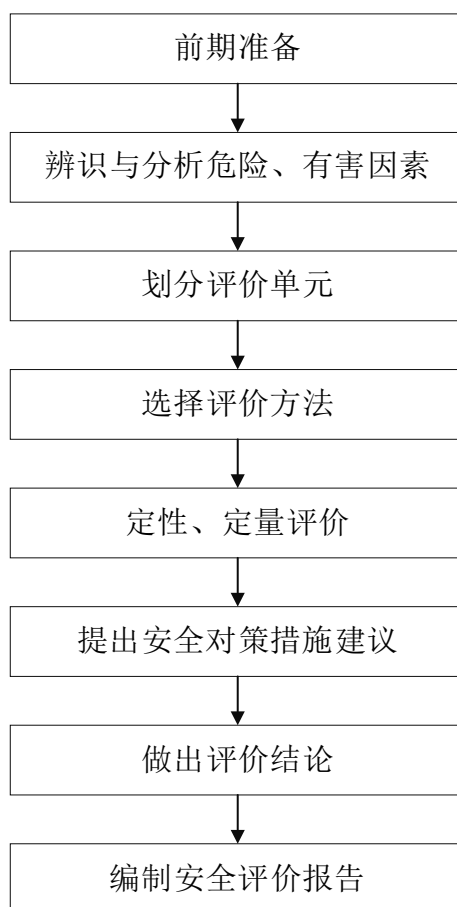 前期准备
辨识与分析危险、有害因素
划分评价单元
选择评价方法
定性、定量评价
提出安全对策措施建议
做出评价结论
编制安全评价报告